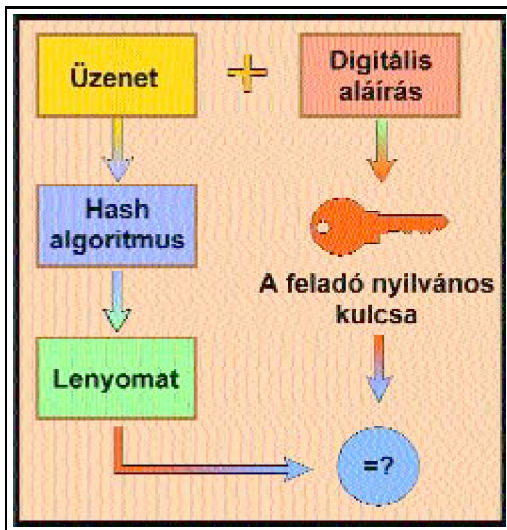 Üzenet
+
Digitális
aláírás
Hash
algoritmus
A feladó nyilvános
kulcsa
Lenyomat
=?